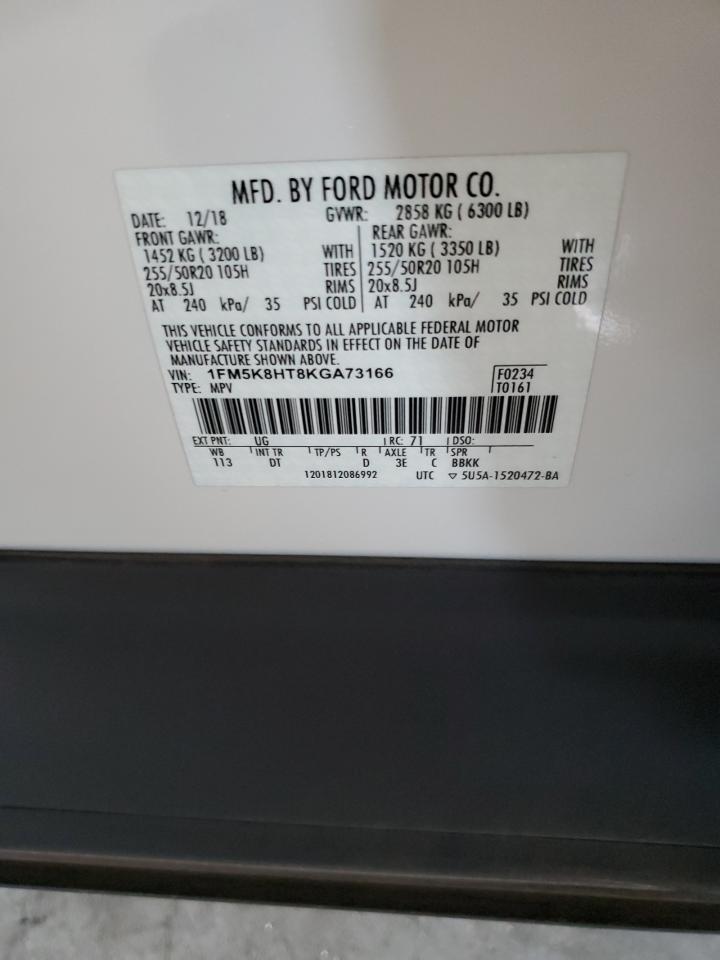 MFD. BY FORD MOTOR CO.
DATE: 12/18 GVWR: 2858 KG ( 6300 LB)
FRONT GAWR: REAR GAWR:
1452 KG ( 3200 LB) WITH 1520 KG ( 3350 LB) WITH
255/50R20 105H TIRES 255/50R20 105H TIRES
20x8.5J RIMS 20x8.5J RIMS
AT 240 kPa/ 35 PSI COLD AT 240 kPa/ 35 PSI COLD
THIS VEHICLE CONFORMS TO ALL APPLICABLE FEDERAL MOTOR
VEHICLE SAFETY STANDARDS IN EFFECT ON THE DATE OF
MANUFACTURE SHOWN ABOVE.
VIN: 1FM5K8HT8KGA73166 F0234
TYPE: MPV T0161
EXT PNT: UG RC: 71 DSO:
WB INT TR TP/PS R AXLE TR SPR
113 DT D 3E C BBKK
1201812086992 UTC ▽ 5U5A-1520472-BA